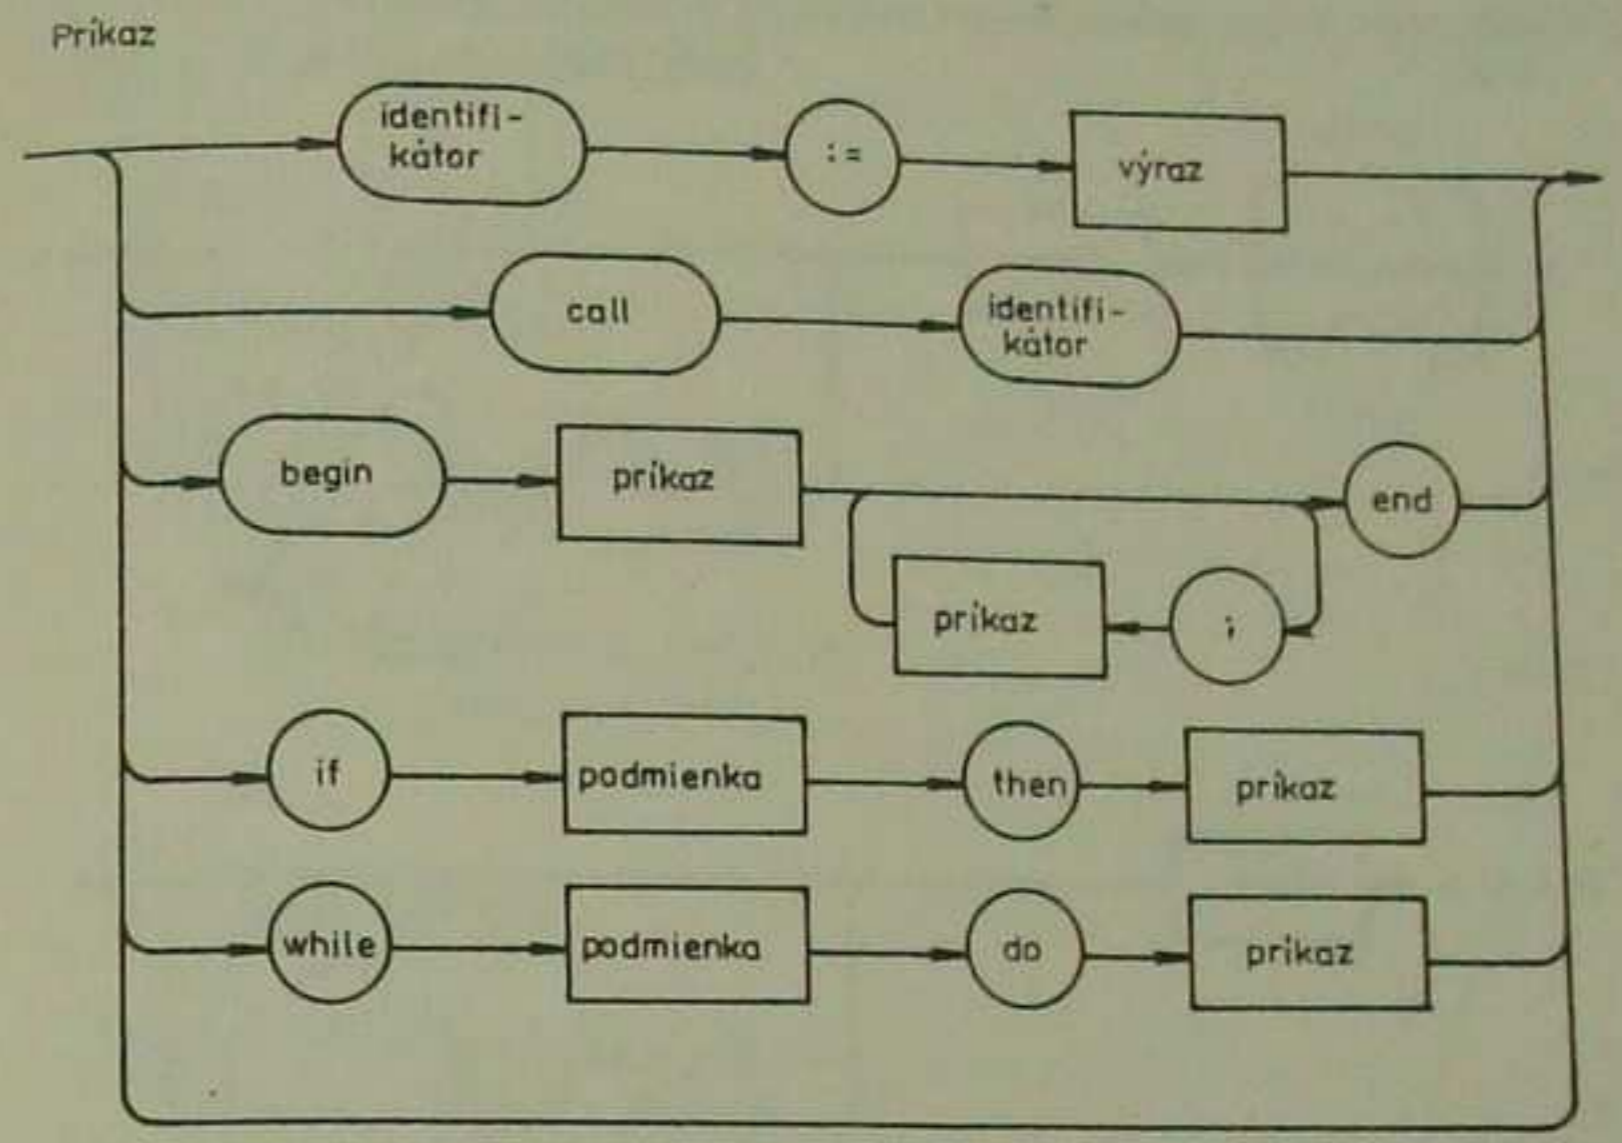 Príkaz
identifi-
kátor
:=
výraz
call
identifi-
kátor
begin
príkaz
end
príkaz
;
if
podmienka
then
príkaz
while
podmienka
do
príkaz